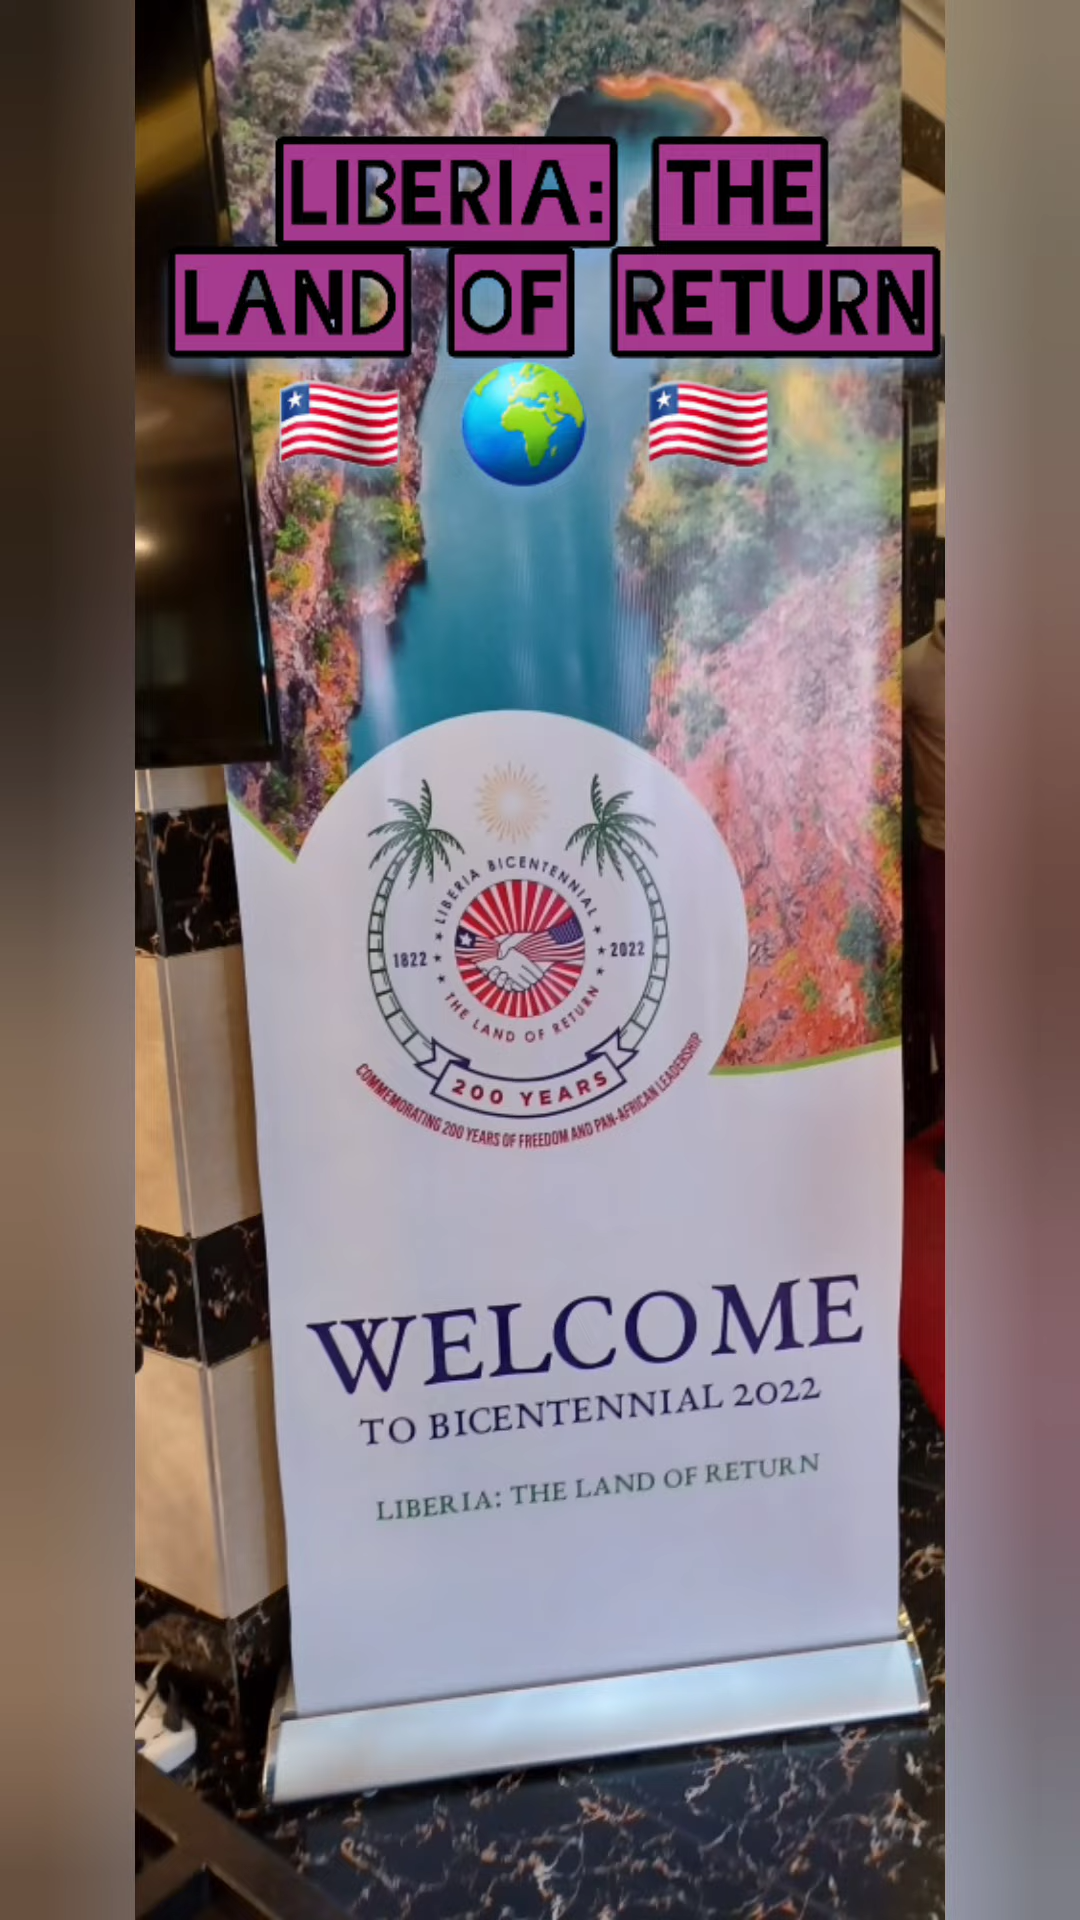 LIBERIA: THE
LAND OF RETURN
LIBERIA BICENTENNIAL
1822
2022
THE LAND OF RETURN
200 YEARS
COMMEMORATING 200 YEARS OF FREEDOM AND PAN-AFRICAN LEADERSHIP
WELCOME
TO BICENTENNIAL 2022
LIBERIA: THE LAND OF RETURN